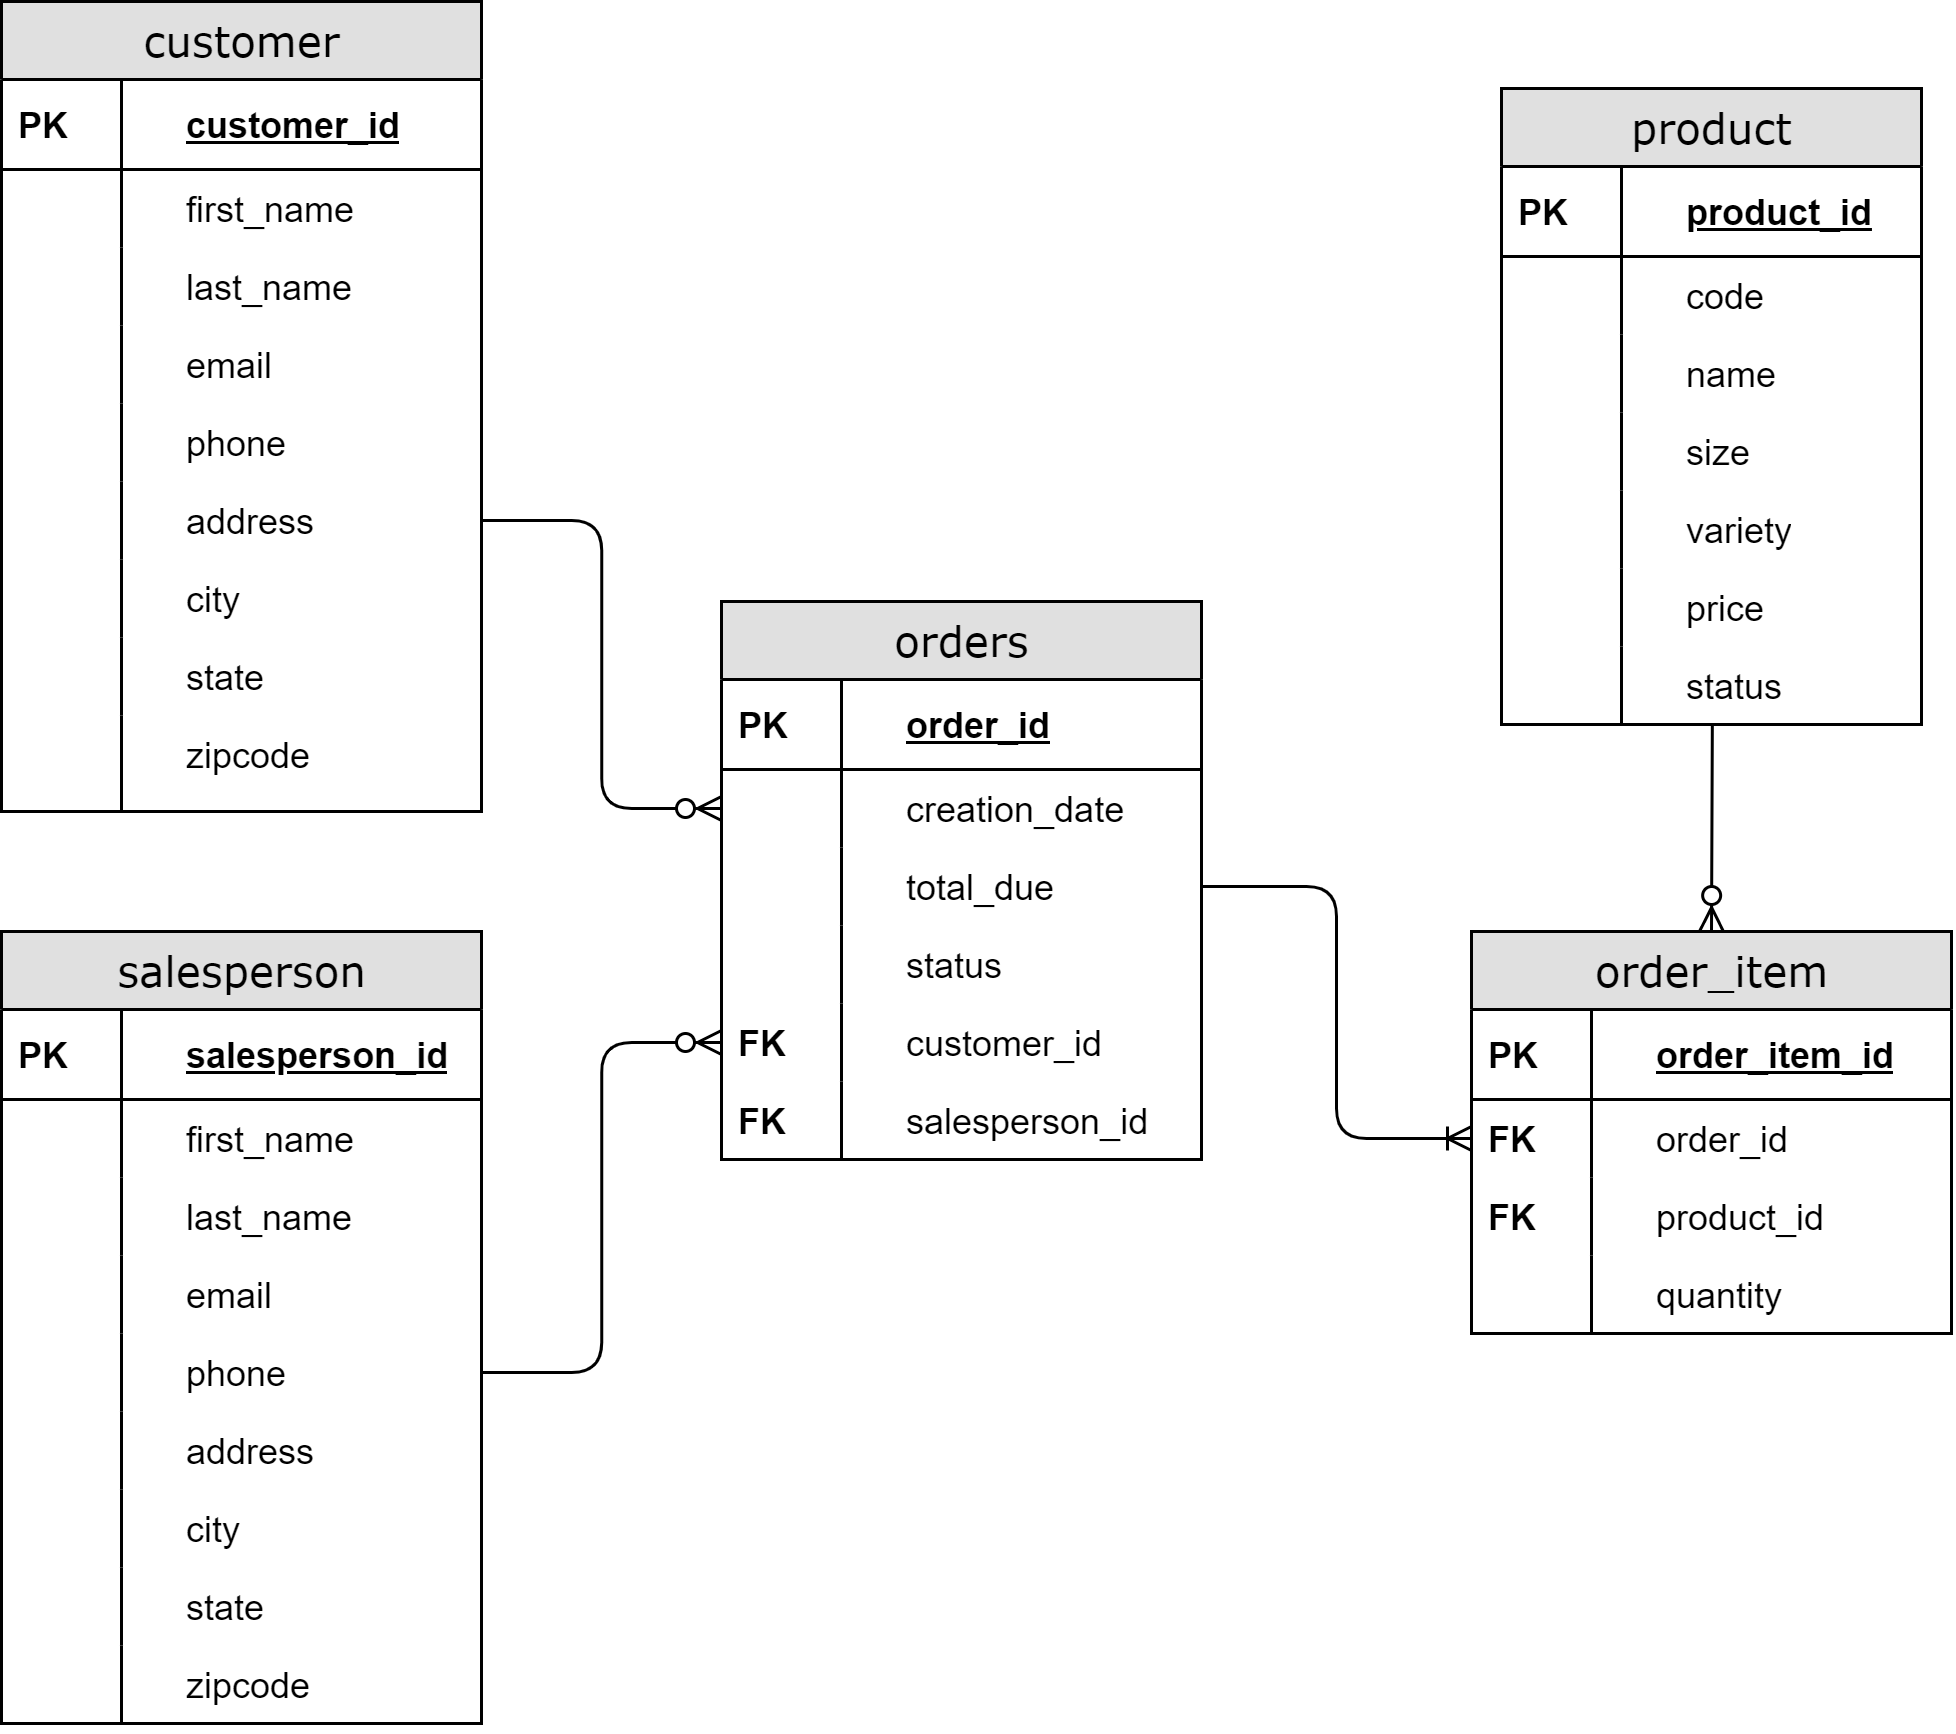 customer
PK customer_id
first_name
last_name
email
phone
address
city
state
zipcode
salesperson
PK salesperson_id
first_name
last_name
email
phone
address
city
state
zipcode
orders
PK order_id
creation_date
total_due
status
FK customer_id
FK salesperson_id
product
PK product_id
code
name
size
variety
price
status
order_item
PK order_item_id
FK order_id
FK product_id
quantity